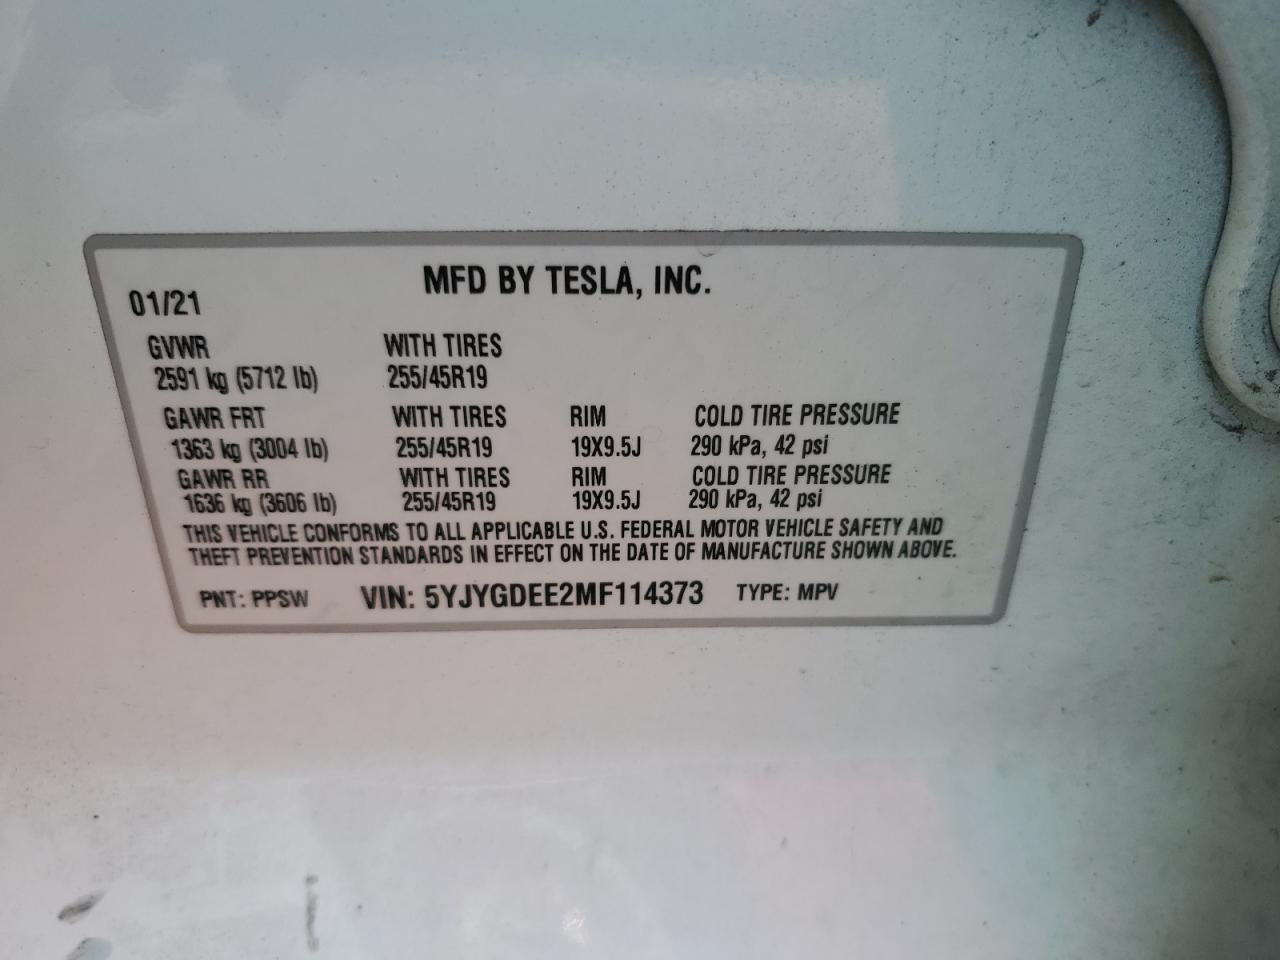 MFD BY TESLA, INC.
01/21
GVWR WITH TIRES
2591 kg (5712 lb) 255/45R19
GAWR FRT WITH TIRES RIM COLD TIRE PRESSURE
1363 kg (3004 lb) 255/45R19 19X9.5J 290 kPa, 42 psi
GAWR RR WITH TIRES RIM COLD TIRE PRESSURE
1636 kg (3606 lb) 255/45R19 19X9.5J 290 kPa, 42 psi
THIS VEHICLE CONFORMS TO ALL APPLICABLE U.S. FEDERAL MOTOR VEHICLE SAFETY AND
THEFT PREVENTION STANDARDS IN EFFECT ON THE DATE OF MANUFACTURE SHOWN ABOVE.
PNT: PPSW VIN: 5YJYGDEE2MF114373 TYPE: MPV